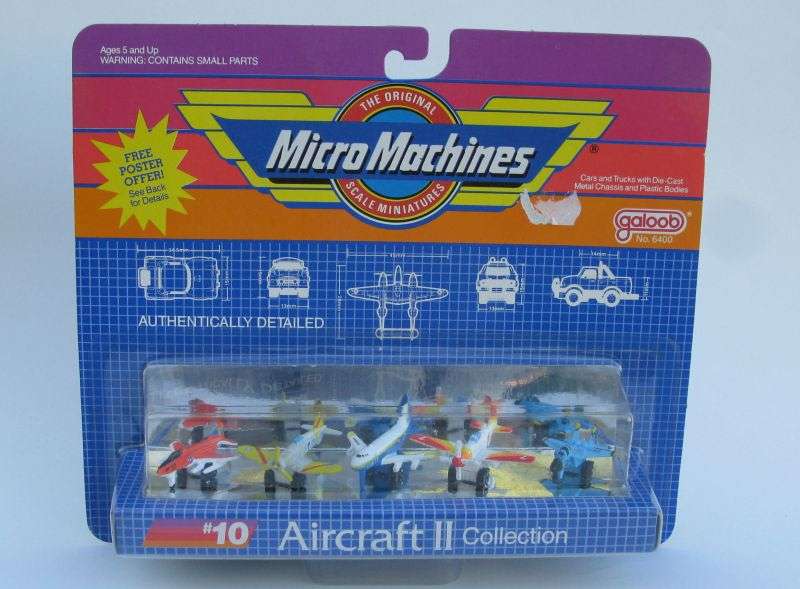 Ages 5 and Up
WARNING: CONTAINS SMALL PARTS
THE ORIGINAL
Micro Machines
®
SCALE MINIATURES
FREE
POSTER
OFFER!
See Back
for Details
Cars and Trucks with Die-Cast
Metal Chassis and Plastic Bodies
galoob®
No. 6400
AUTHENTICALLY DETAILED
#10 Aircraft II Collection